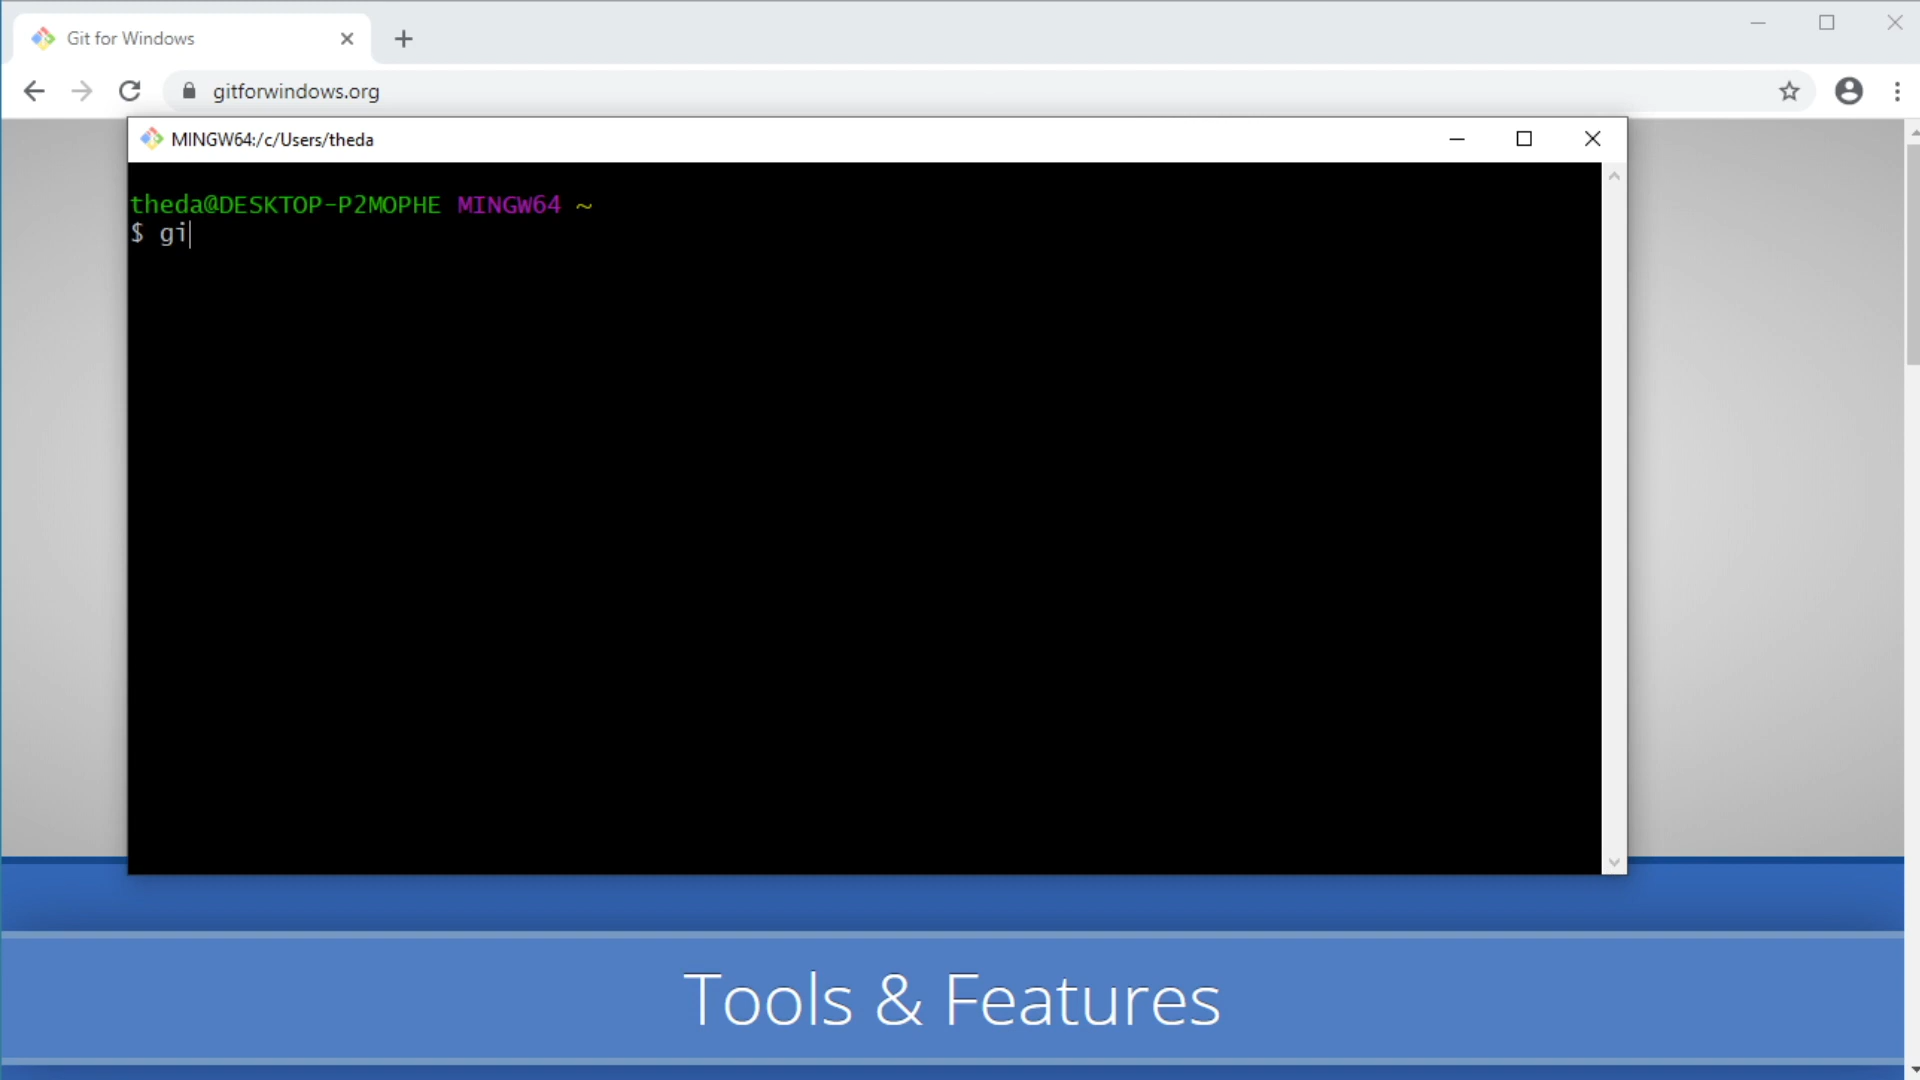 Git for Windows
gitforwindows.org
MINGW64:/c/Users/theda
theda@DESKTOP-P2MOPHE MINGW64 ~
$ gi
Tools & Features